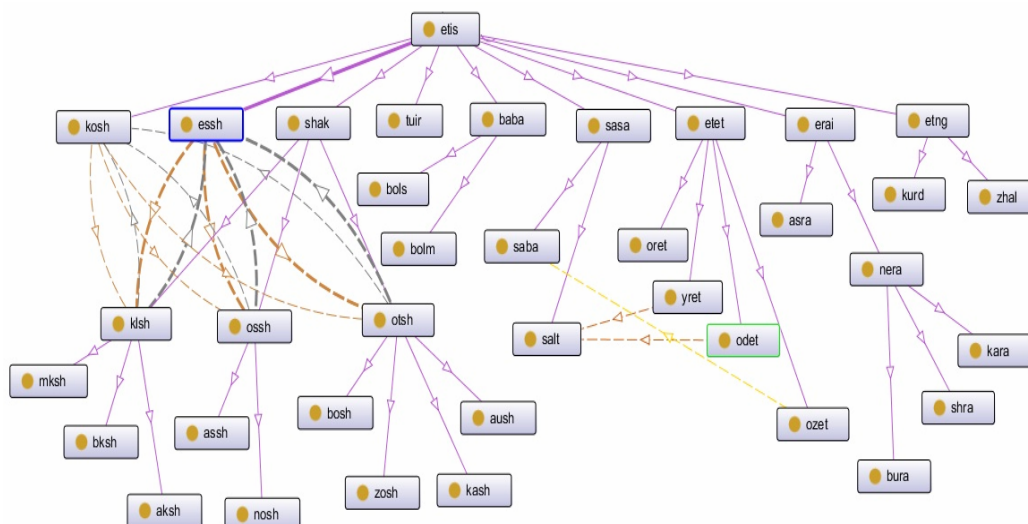 etis
kosh
essh
shak
tuir
baba
sasa
etet
erai
etng
bols
kurd
zhal
asra
bolm
saba
oret
nera
yret
klsh
ossh
otsh
salt
odet
kara
mksh
bosh
aush
shra
bksh
assh
ozet
bura
zosh
kash
aksh
nosh